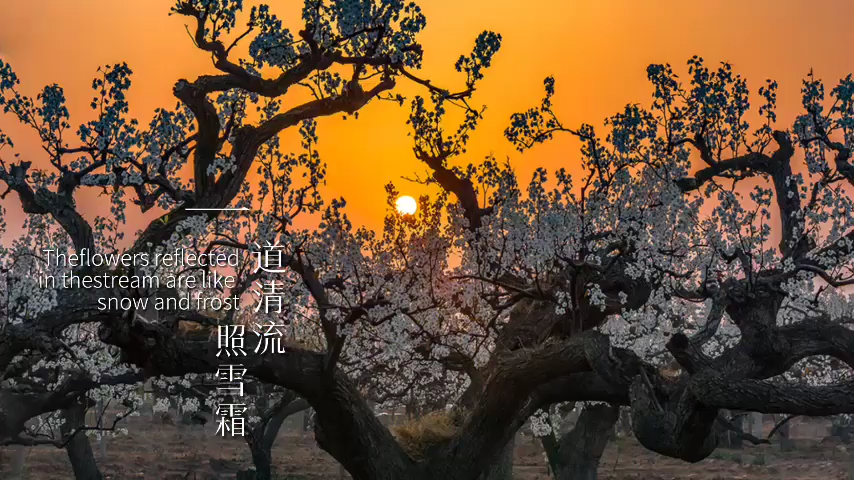 Theflowers reflected
in thestream are like
snow and frost
一道清流
照雪霜